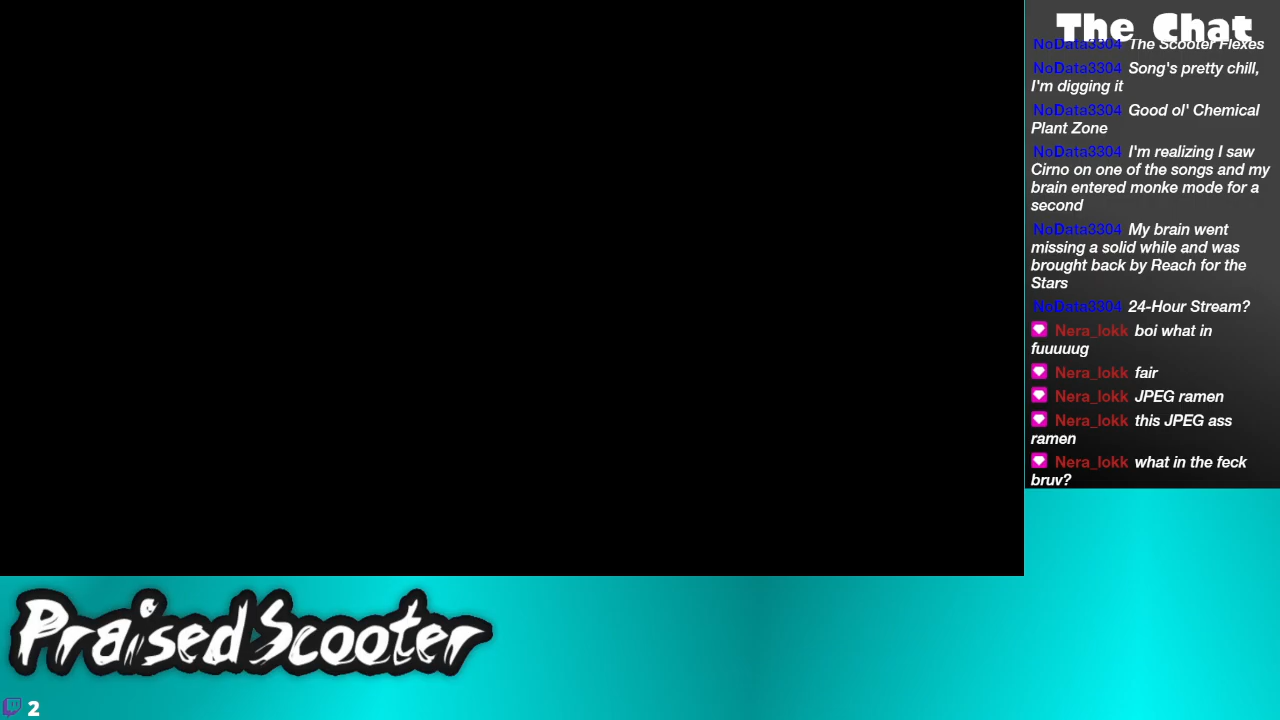 The Chat
NoData3304 The Scooter Flexes
NoData3304 Song's pretty chill,
I'm digging it
NoData3304 Good ol' Chemical
Plant Zone
NoData3304 I'm realizing I saw
Cirno on one of the songs and my
brain entered monke mode for a
second
NoData3304 My brain went
missing a solid while and was
brought back by Reach for the
Stars
NoData3304 24-Hour Stream?
Nera_lokk boi what in
fuuuuug
Nera_lokk fair
Nera_lokk JPEG ramen
Nera_lokk this JPEG ass
ramen
Nera_lokk what in the feck
bruv?
PraisedScooter
2